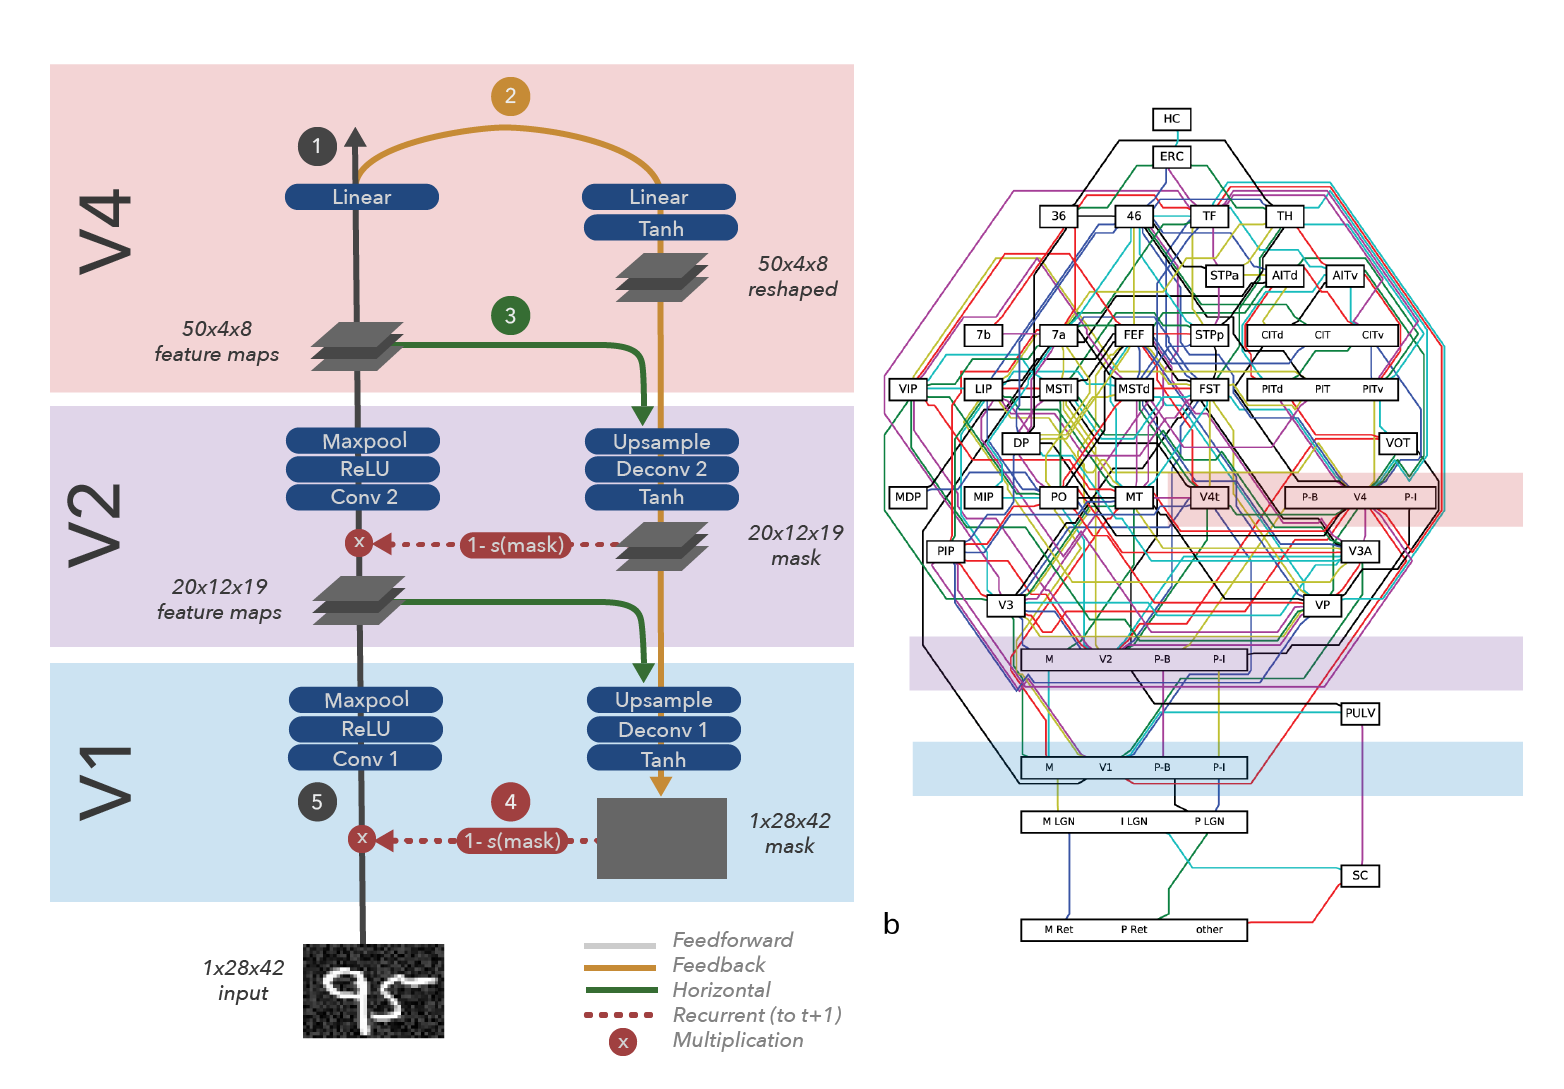 V4
1
2
Linear
Linear
Tanh
50x4x8
reshaped
3
50x4x8
feature maps
V2
Maxpool
ReLU
Conv 2
Upsample
Deconv 2
Tanh
x
1- s(mask)
20x12x19
mask
20x12x19
feature maps
V1
Maxpool
ReLU
Conv 1
Upsample
Deconv 1
Tanh
5
4
x
1- s(mask)
1x28x42
mask
1x28x42
input
95
Feedforward
Feedback
Horizontal
Recurrent (to t+1)
x
Multiplication
b
HC
ERC
36 46 TF TH
STPa AITd AITv
7b 7a FEF STPp CITd CIT CITv
VIP LIP MSTl MSTd FST PITd PIT PITv
DP VOT
MDP MIP PO MT V4t P-B V4 P-I
PIP V3A
V3 VP
M V2 P-B P-I
PULV
M V1 P-B P-I
M LGN I LGN P LGN
SC
M Ret P Ret other